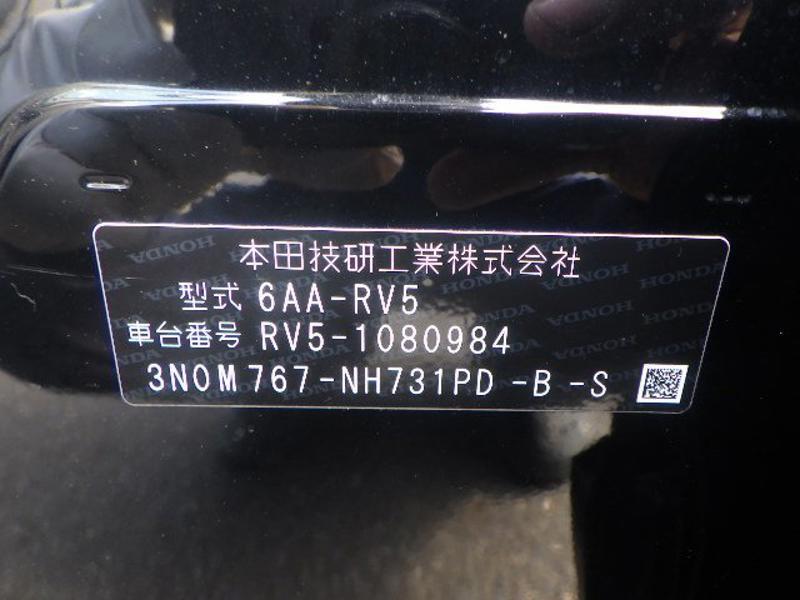 本田技研工業株式会社
型式 6AA-RV5
車台番号 RV5-1080984
3N0M767-NH731PD -B -S